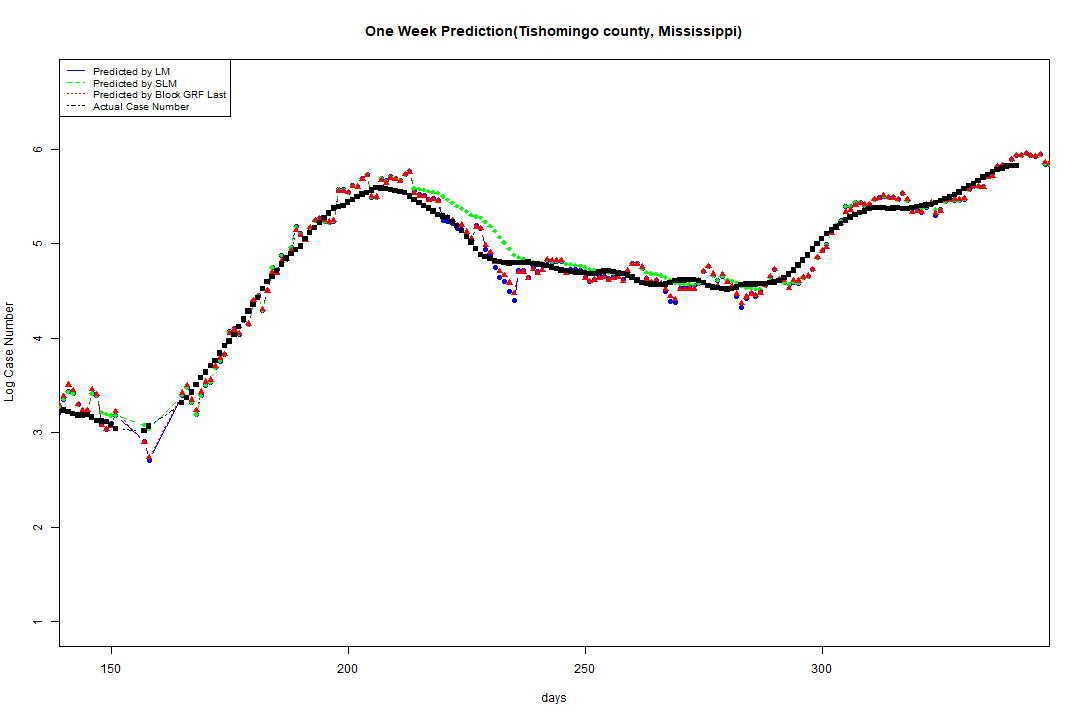 One Week Prediction(Tishomingo county, Mississippi)
Predicted by LM
Predicted by SLM
Predicted by Block GRF Last
Actual Case Number
6
5
4
3
2
1
Log Case Number
150 200 250 300
days